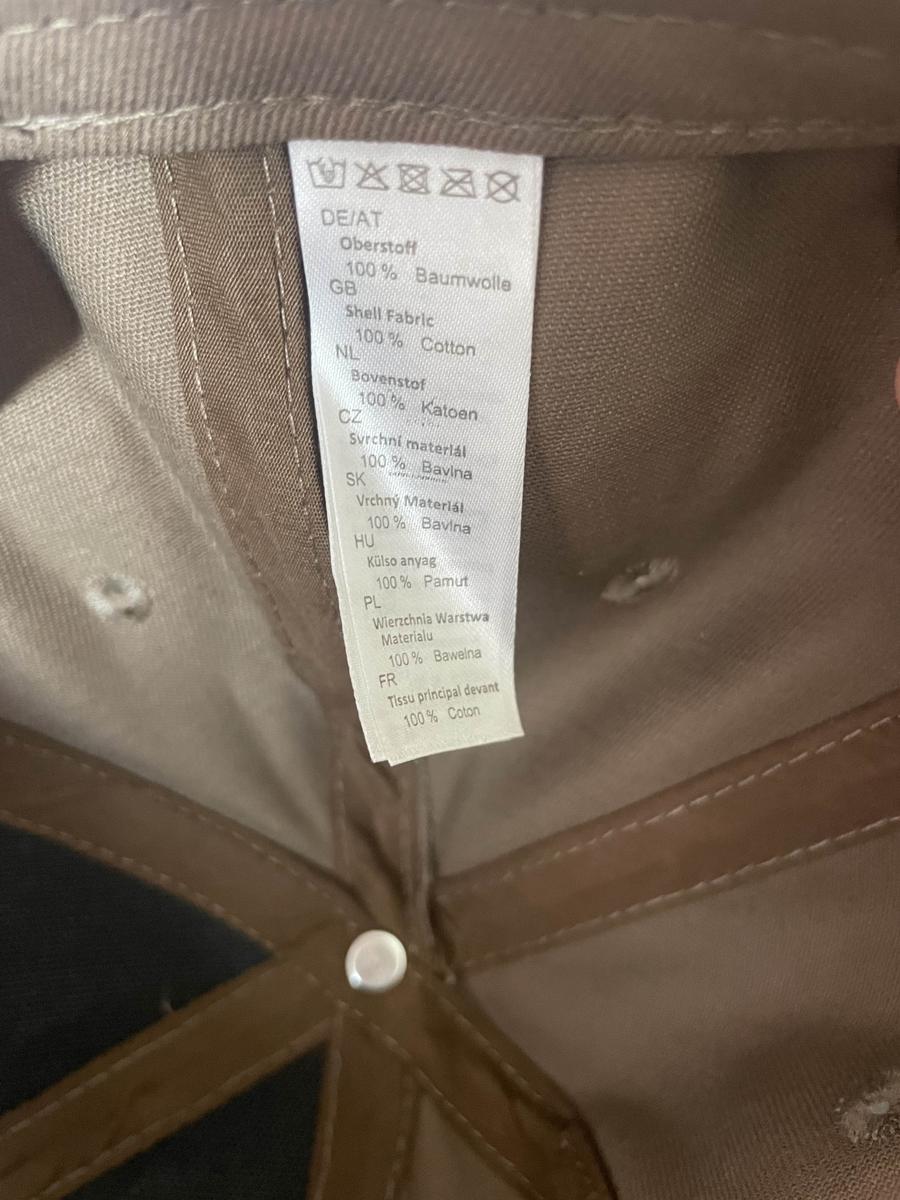 DE/AT
Oberstoff
100 % Baumwolle
GB
Shell Fabric
100 % Cotton
NL
Bovenstof
100 % Katoen
CZ
Svrchní materiál
100 % Bavlna
SK
Vrchný Materiál
100 % Bavlna
HU
Külso anyag
100 % Pamut
PL
Wierzchnia Warstwa
Materialu
100 % Bawelna
FR
Tissu principal devant
100 % Coton